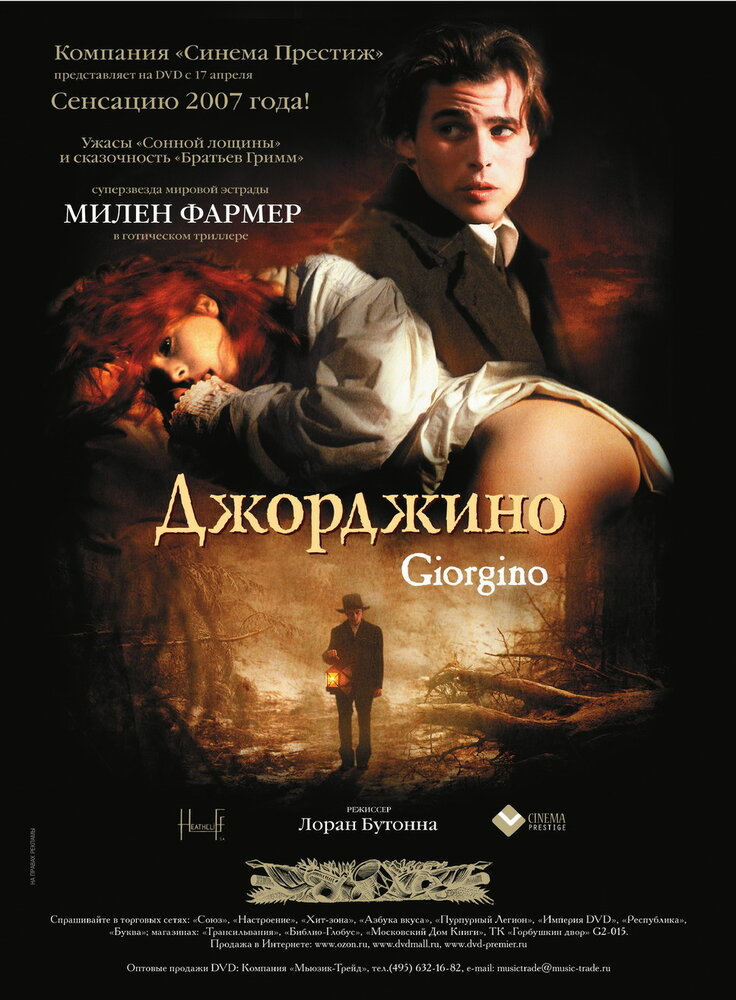 Компания «Синема Престиж»
представляет на DVD с 17 апреля
Сенсацию 2007 года!
Ужасы «Сонной лощины»
и сказочность «Братьев Гримм»
суперзвезда мировой эстрады
МИЛЕН ФАРМЕР
в готическом триллере
Джорджино
Giorgino
HEATHCLIFF S.A.
РЕЖИССЕР
Лоран Бутонна
CINEMA
PRESTIGE
НА ПРАВАХ РЕКЛАМЫ
Спрашивайте в торговых сетях: «Союз», «Настроение», «Хит-зона», «Азбука вкуса», «Пурпурный Легион», «Империя DVD», «Республика»,
«Буква»; магазинах: «Трансильвания», «Библио-Глобус», «Московский Дом Книги», ТК «Горбушкин двор» G2-015.
Продажа в Интернете: www.ozon.ru, www.dvdmall.ru, www.dvd-premier.ru
Оптовые продажи DVD: Компания «Мьюзик-Трейд», тел.(495) 632-16-82, e-mail: musictrade@music-trade.ru